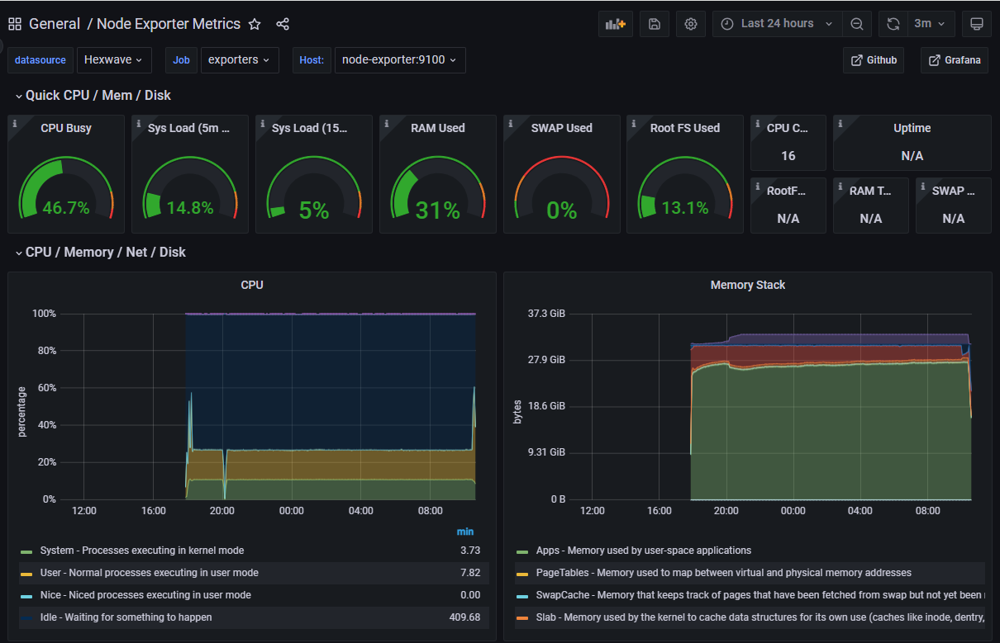 General / Node Exporter Metrics
Last 24 hours
3m
datasource Hexwave Job exporters Host: node-exporter:9100 Github Grafana
Quick CPU / Mem / Disk
i CPU Busy
46.7%
i Sys Load (5m ...
14.8%
i Sys Load (15...
5%
i RAM Used
31%
i SWAP Used
0%
i Root FS Used
13.1%
i CPU C...
16
i Uptime
N/A
i RootF...
N/A
i RAM T...
N/A
i SWAP ...
N/A
CPU / Memory / Net / Disk
CPU
percentage
100%
80%
60%
40%
20%
0%
12:00 16:00 20:00 00:00 04:00 08:00
min
System - Processes executing in kernel mode 3.73
User - Normal processes executing in user mode 7.82
Nice - Niced processes executing in user mode 0.00
Idle - Waiting for something to happen 409.68
Memory Stack
bytes
37.3 GiB
27.9 GiB
18.6 GiB
9.31 GiB
0 B
12:00 16:00 20:00 00:00 04:00 08:00
Apps - Memory used by user-space applications
PageTables - Memory used to map between virtual and physical memory addresses
SwapCache - Memory that keeps track of pages that have been fetched from swap but not yet been
Slab - Memory used by the kernel to cache data structures for its own use (caches like inode, dentry,